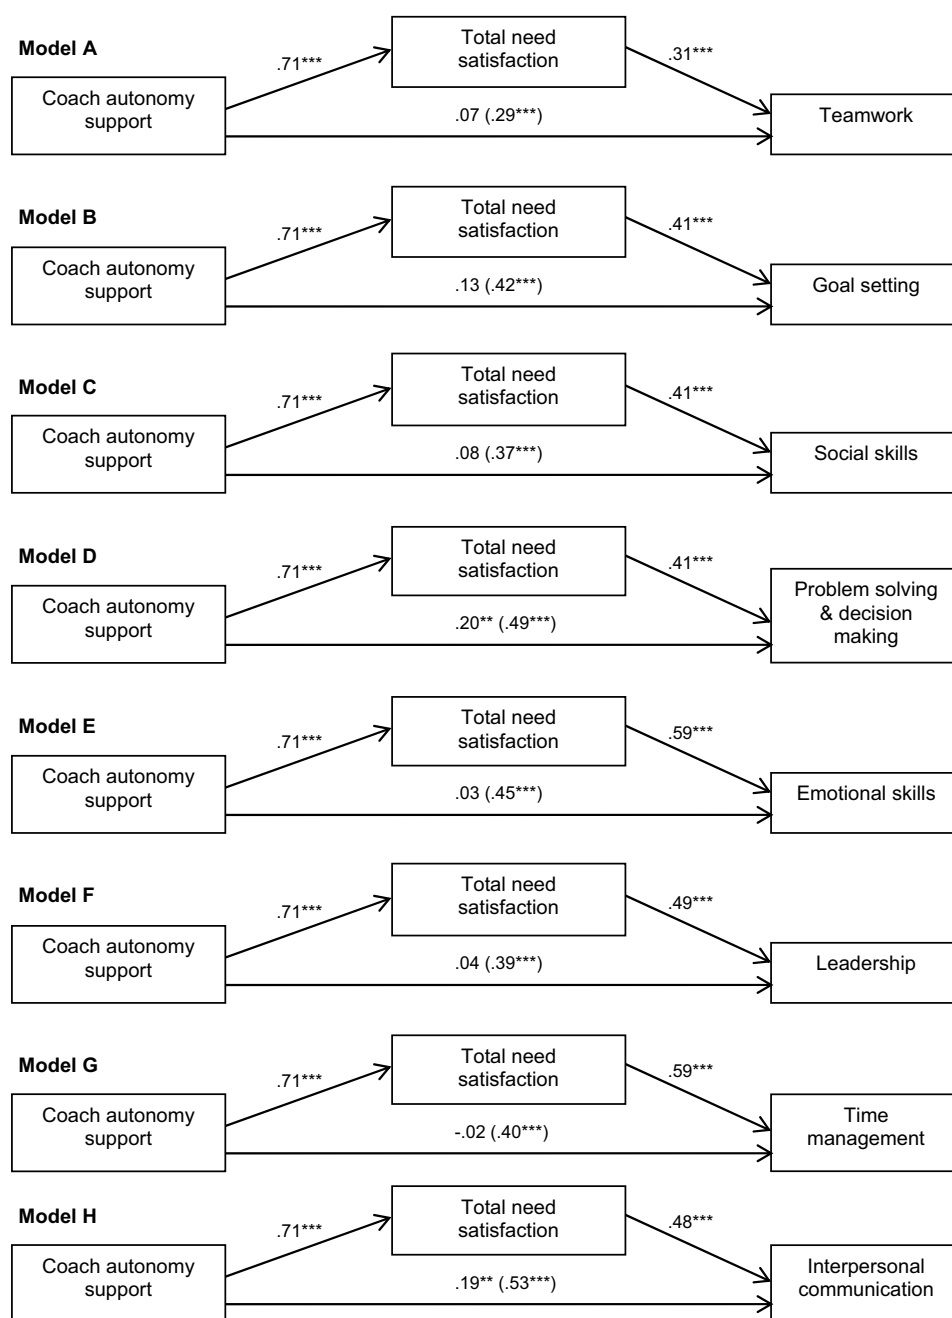 Model A
Total need
satisfaction
.71***
.31***
Coach autonomy
support
.07 (.29***)
Teamwork
Model B
Total need
satisfaction
.71***
.41***
Coach autonomy
support
.13 (.42***)
Goal setting
Model C
Total need
satisfaction
.71***
.41***
Coach autonomy
support
.08 (.37***)
Social skills
Model D
Total need
satisfaction
.71***
.41***
Coach autonomy
support
.20** (.49***)
Problem solving
& decision
making
Model E
Total need
satisfaction
.71***
.59***
Coach autonomy
support
.03 (.45***)
Emotional skills
Model F
Total need
satisfaction
.71***
.49***
Coach autonomy
support
.04 (.39***)
Leadership
Model G
Total need
satisfaction
.71***
.59***
Coach autonomy
support
-.02 (.40***)
Time
management
Model H
Total need
satisfaction
.71***
.48***
Coach autonomy
support
.19** (.53***)
Interpersonal
communication